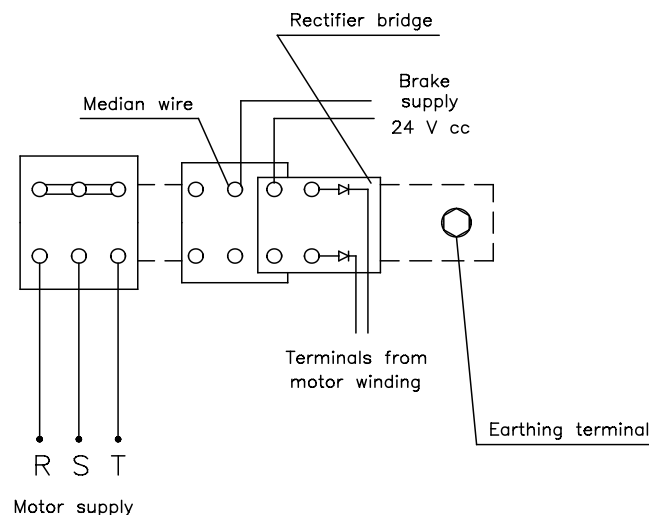 Rectifier bridge
Median wire
Brake
supply
24 V cc
Terminals from
motor winding
Earthing terminal
R S T
Motor supply